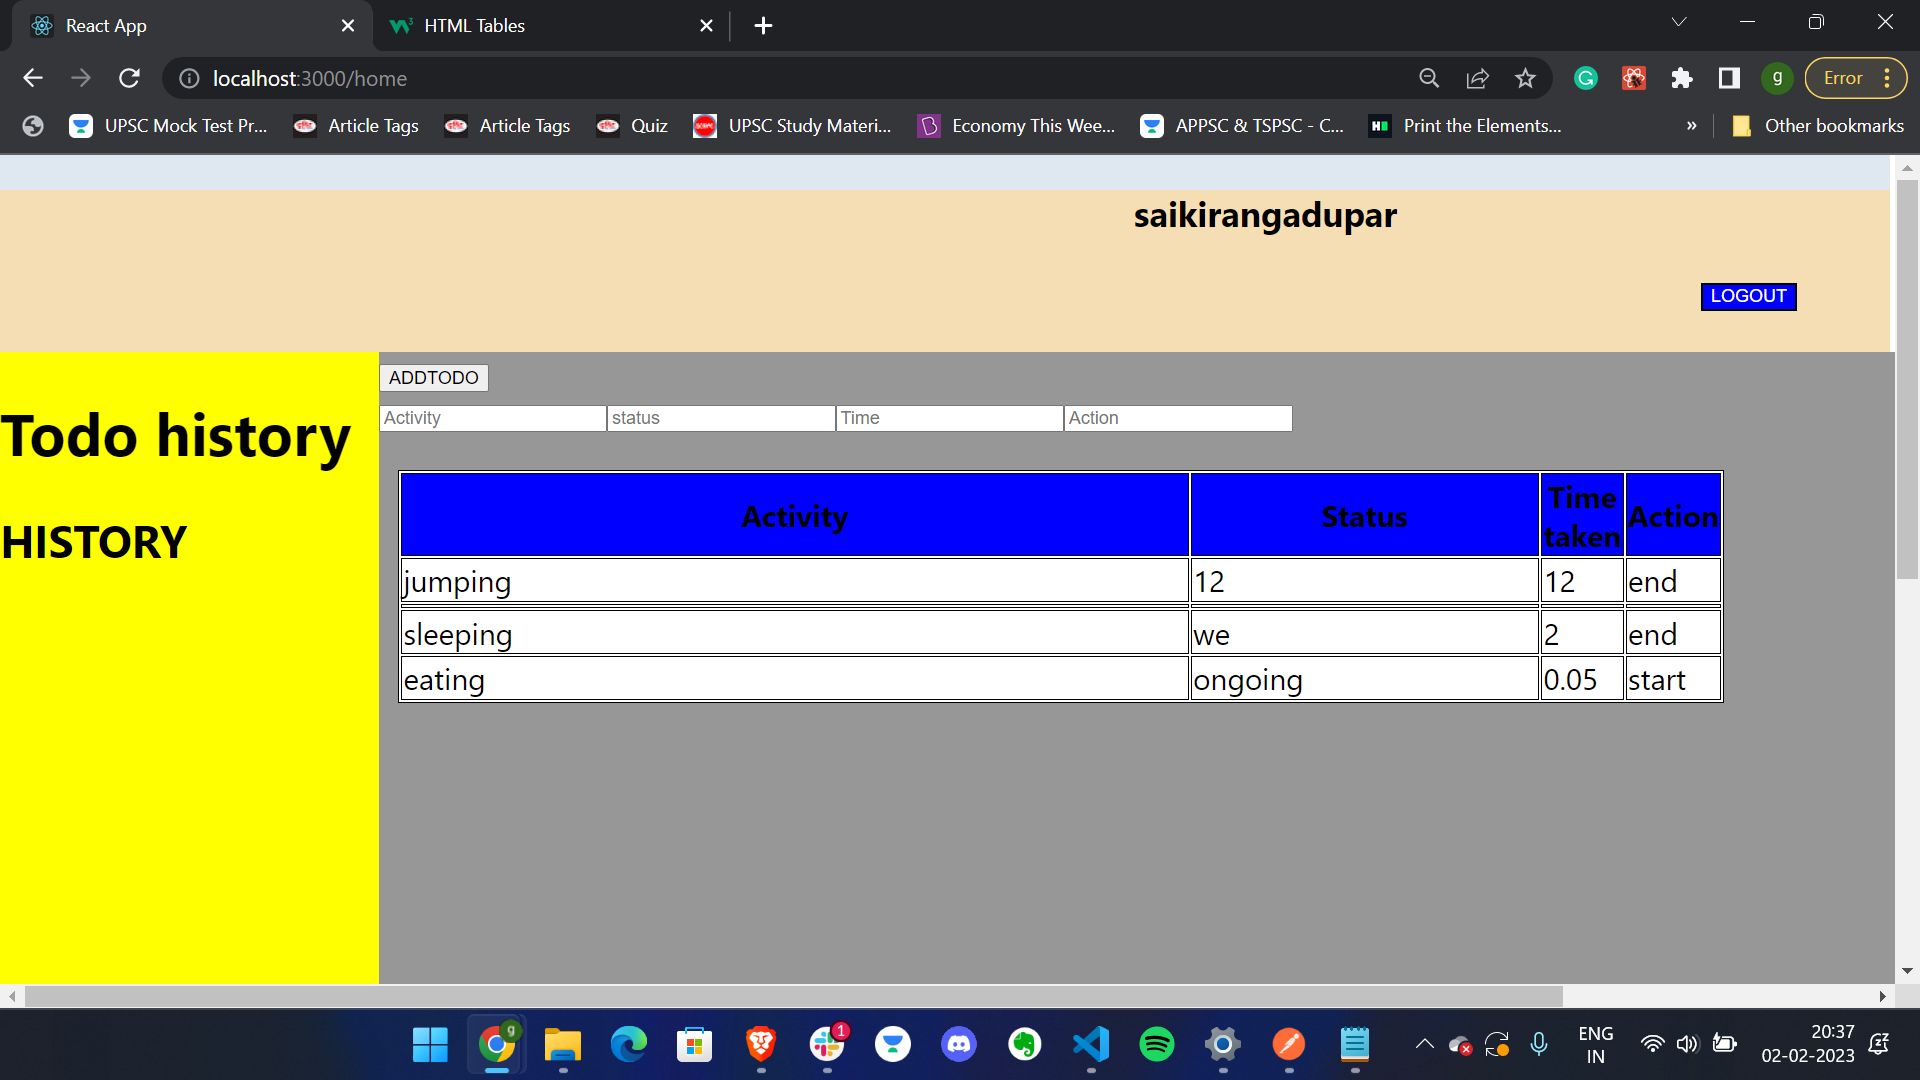 React App
HTML Tables
localhost:3000/home
g
Error
UPSC Mock Test Pr...
Article Tags
Article Tags
Quiz
UPSC Study Materi...
Economy This Wee...
APPSC & TSPSC - C...
Print the Elements...
»
Other bookmarks
saikirangadupar
LOGOUT
Todo history
HISTORY
ADDTODO
Activity status Time Action
Activity Status Time taken Action
jumping 12 12 end
sleeping we 2 end
eating ongoing 0.05 start
g
1
ENG
IN
20:37
02-02-2023